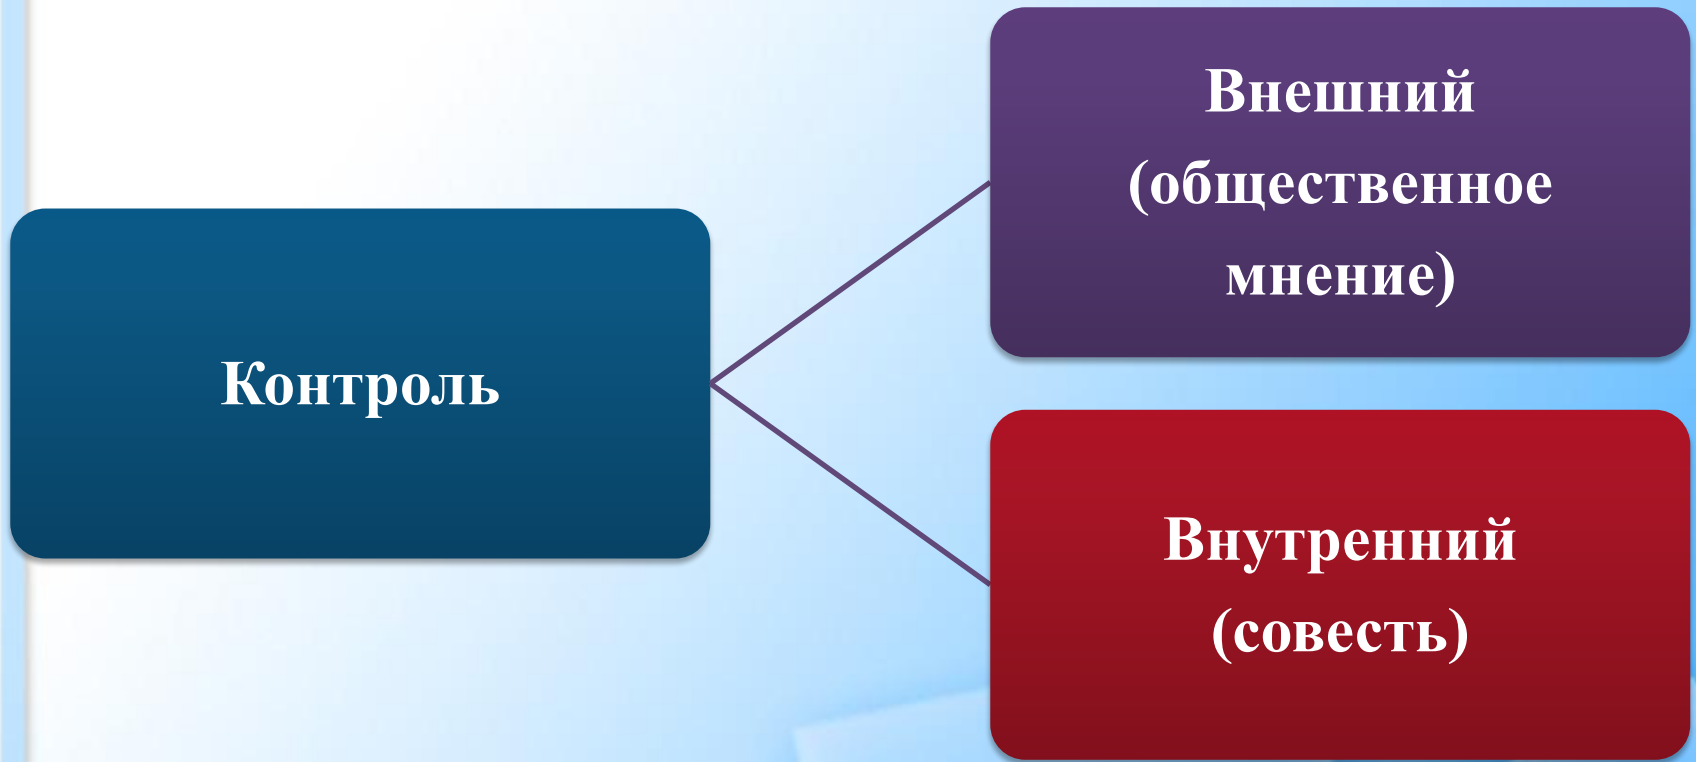 Контроль
Внешний
(общественное
мнение)
Внутренний
(совесть)